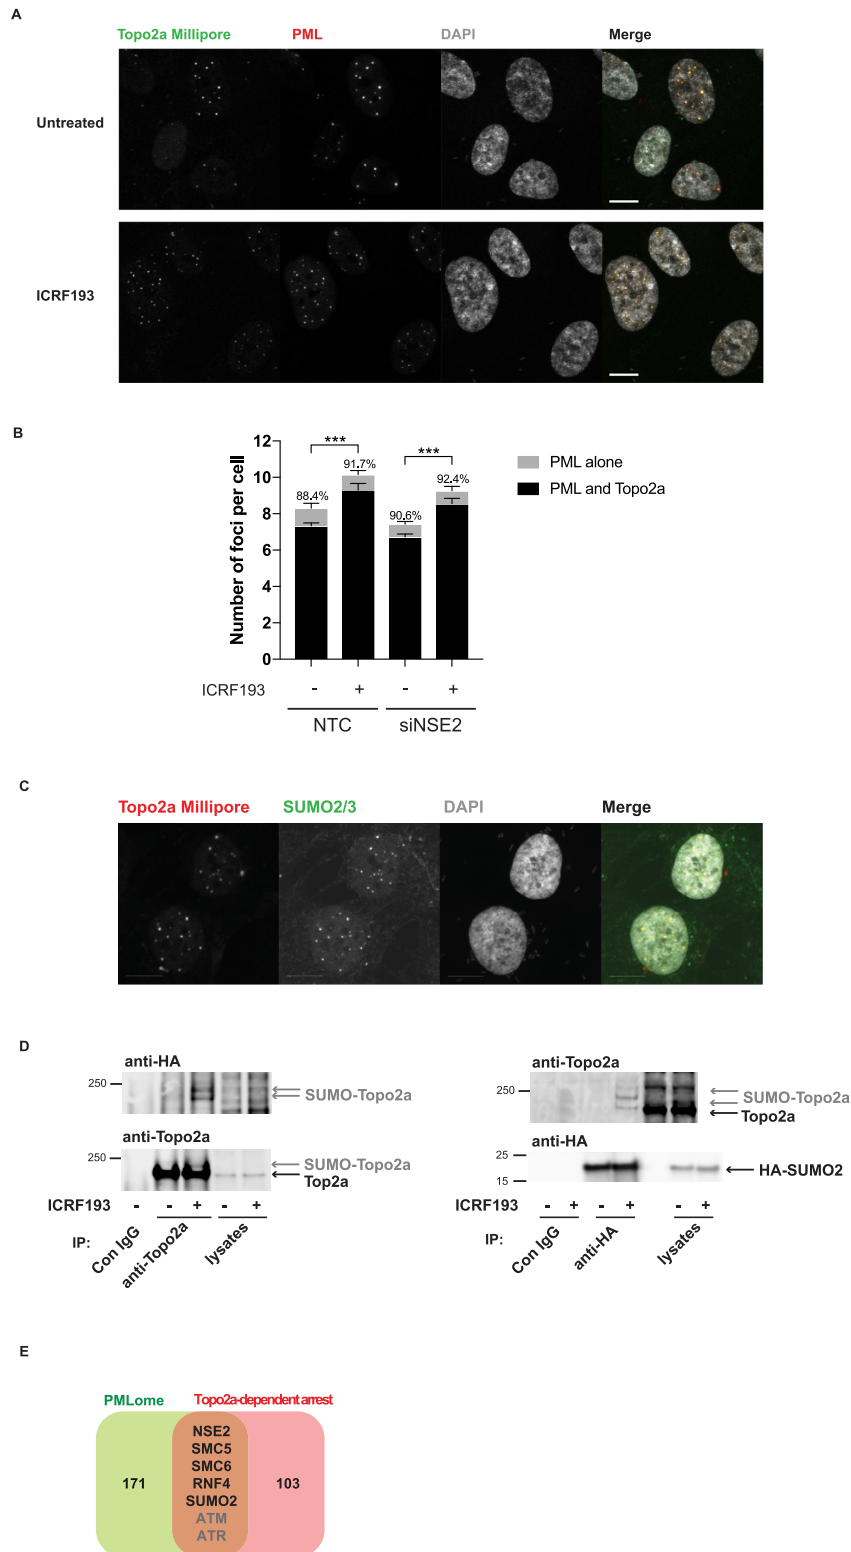 A
Topo2a Millipore PML DAPI Merge
Untreated
ICRF193
B
Number of foci per cell
12
10
8
6
4
2
0
88.4%
91.7%
90.6%
92.4%
***
***
PML alone
PML and Topo2a
ICRF193 - + - +
NTC siNSE2
C
Topo2a Millipore SUMO2/3 DAPI Merge
D
anti-HA
250
SUMO-Topo2a
anti-Topo2a
250
SUMO-Topo2a
Top2a
ICRF193 - - + - +
IP: Con IgG anti-Topo2a lysates
anti-Topo2a
250
SUMO-Topo2a
Topo2a
anti-HA
25
15
HA-SUMO2
ICRF193 - + - + - +
IP: Con IgG anti-HA lysates
E
PMLome Topo2a-dependent arrest
171
NSE2
SMC5
SMC6
RNF4
SUMO2
ATM
ATR
103